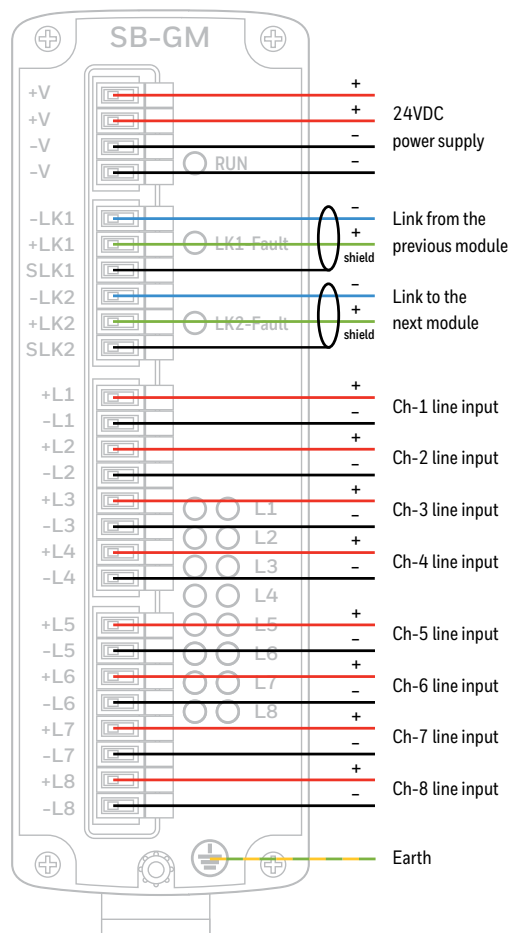 SB-GM
+V +
+V + 24VDC
-V − power supply
-V −
RUN
-LK1 − Link from the
+LK1 LK1-Fault + previous module
SLK1 shield
-LK2 − Link to the
+LK2 LK2-Fault + next module
SLK2 shield
+L1 +
Ch-1 line input
-L1 −
+L2 +
Ch-2 line input
-L2 −
+L3 +
L1 Ch-3 line input
-L3 −
L2
+L4 +
L3 Ch-4 line input
-L4 −
L4
+L5 L5 +
Ch-5 line input
-L5 L6 −
+L6 L7 +
Ch-6 line input
-L6 −
L8
+L7 +
Ch-7 line input
-L7 −
+L8 +
Ch-8 line input
-L8 −
Earth